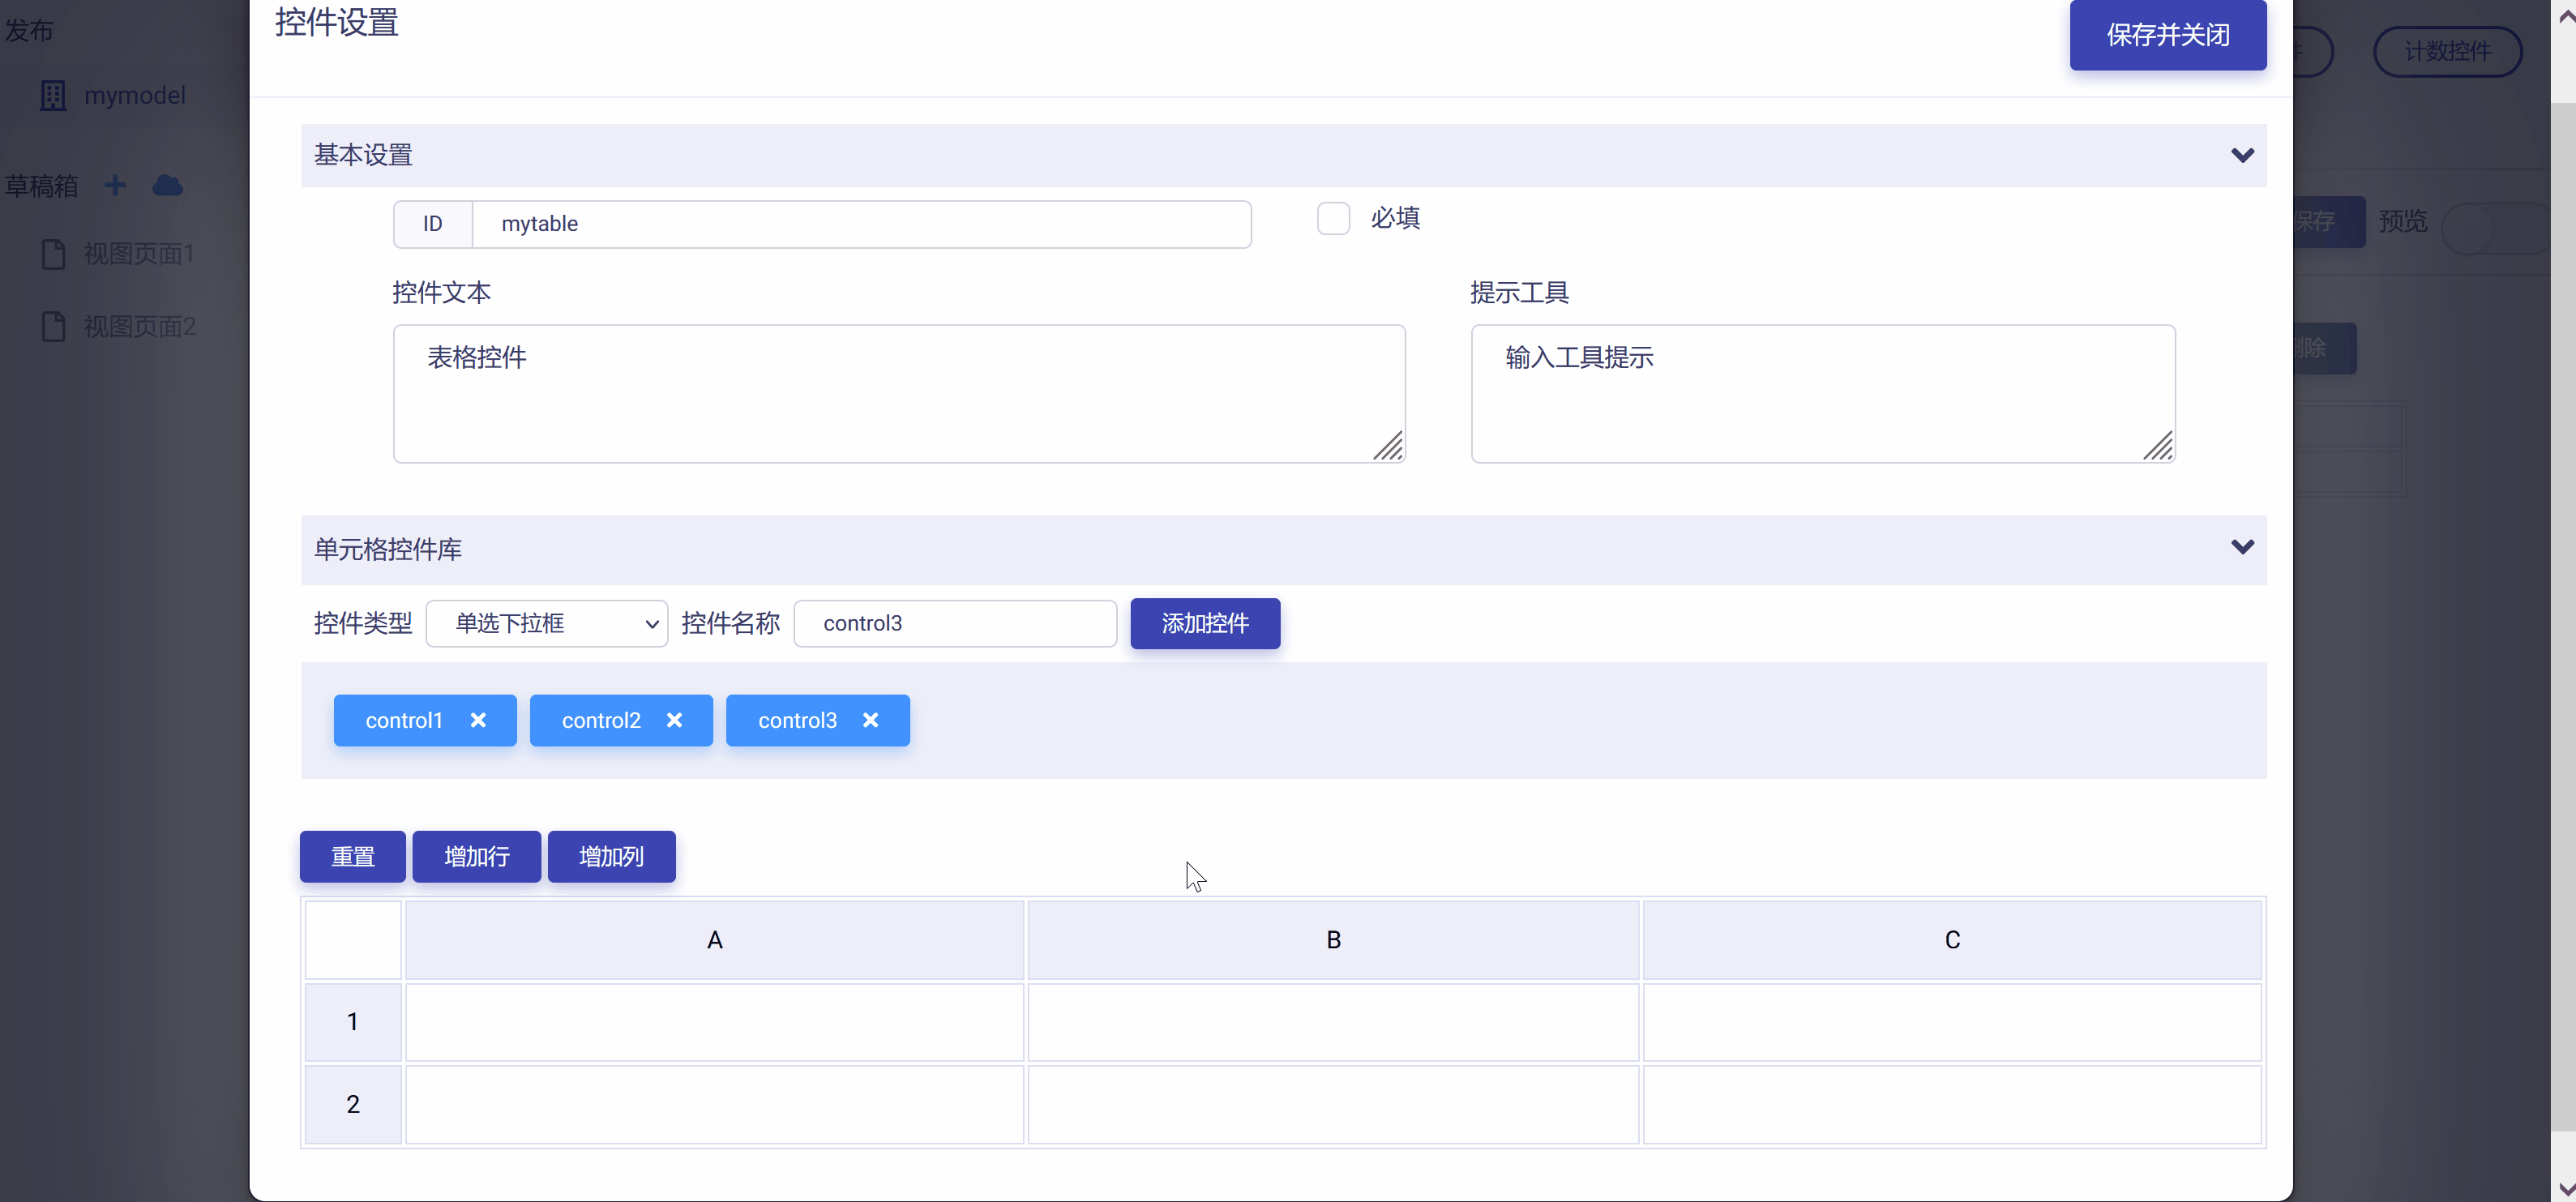 控件设置
保存并关闭
发布
mymodel
计数控件
基本设置
草稿箱
ID mytable
必填
保存 预览
视图页面1
控件文本
提示工具
视图页面2
表格控件
输入工具提示
删除
单元格控件库
控件类型 单选下拉框 控件名称 control3 添加控件
control1 control2 control3
重置 增加行 增加列
A B C
1
2